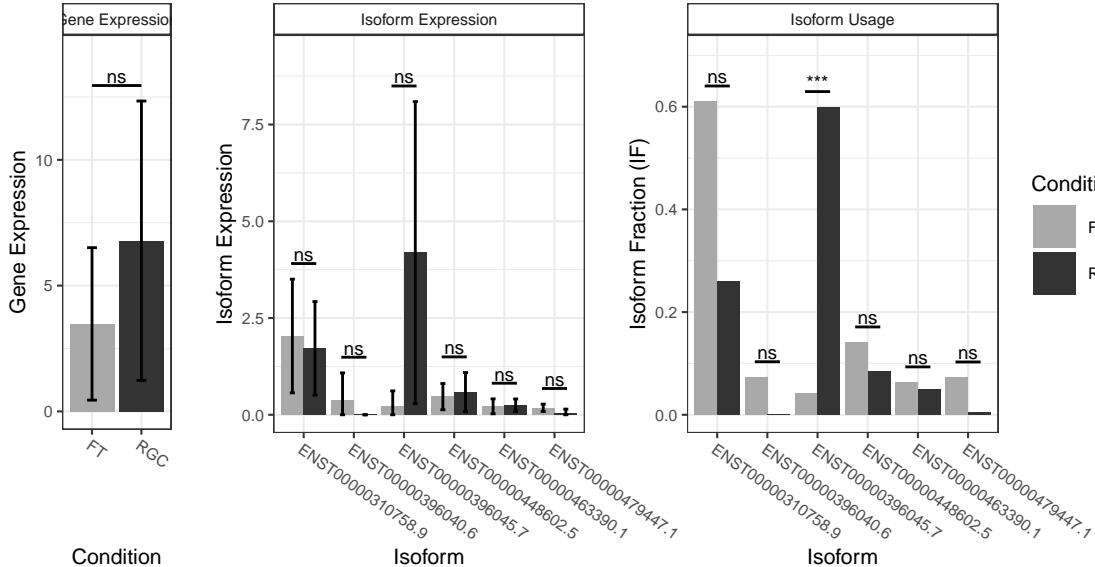 Gene Expression
Isoform Expression
Isoform Usage
Gene Expression
10
5
0
ns
FT
RGC
Condition
Isoform Expression
7.5
5.0
2.5
0.0
ns
ns
ns
ns
ns
ns
ENST00000310758.9
ENST00000396040.6
ENST00000396045.7
ENST00000448602.5
ENST00000463390.1
ENST00000479447.1
Isoform
Isoform Fraction (IF)
0.6
0.4
0.2
0.0
ns
ns
***
ns
ns
ns
ENST00000310758.9
ENST00000396040.6
ENST00000396045.7
ENST00000448602.5
ENST00000463390.1
ENST00000479447.1
Isoform
Conditi